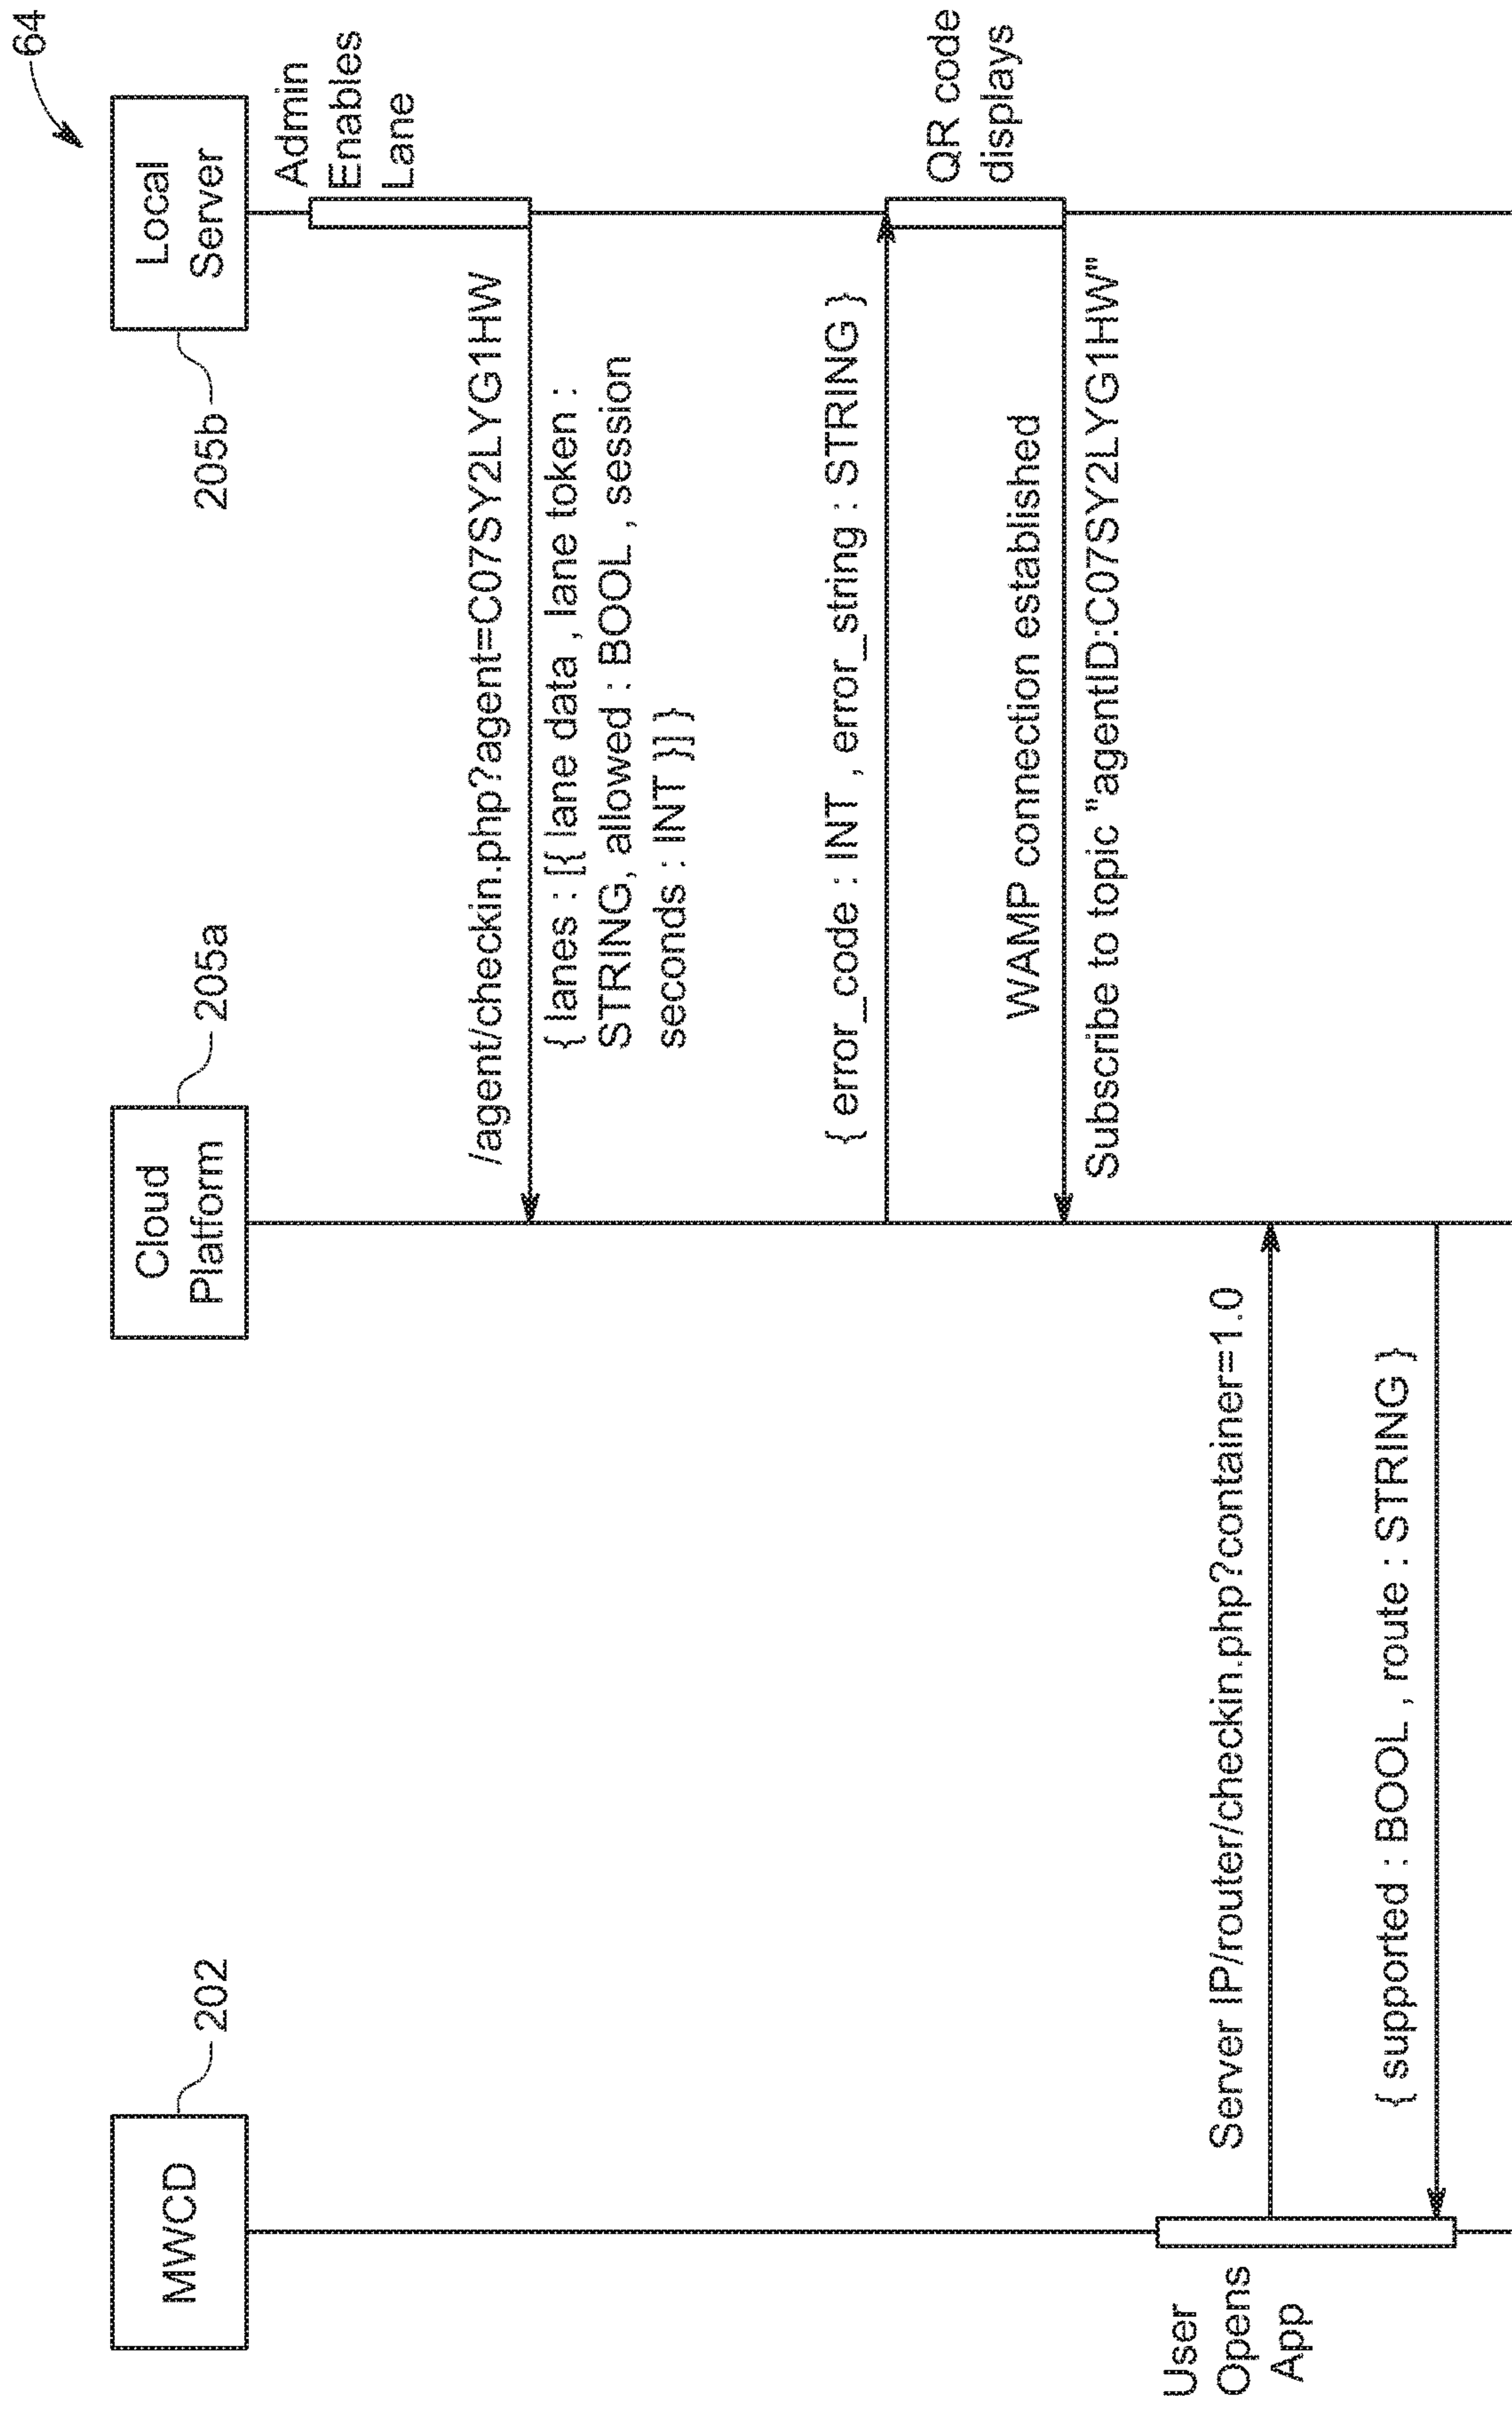 64
MWCD
202
Cloud
Platform
205a
Local
Server
205b
Admin
Enables
Lane
/agent/checkin.php?agent=C07SY2LYG1HW
{ lanes : [{ lane data , lane token :
STRING, allowed : BOOL , session
seconds : INT }] }
{ error_code : INT , error_string : STRING }
QR code
displays
WAMP connection established
Subscribe to topic "agentID:C07SY2LYG1HW"
User
Opens
App
Server IP/router/checkin.php?container=1.0
{ supported : BOOL , route : STRING }